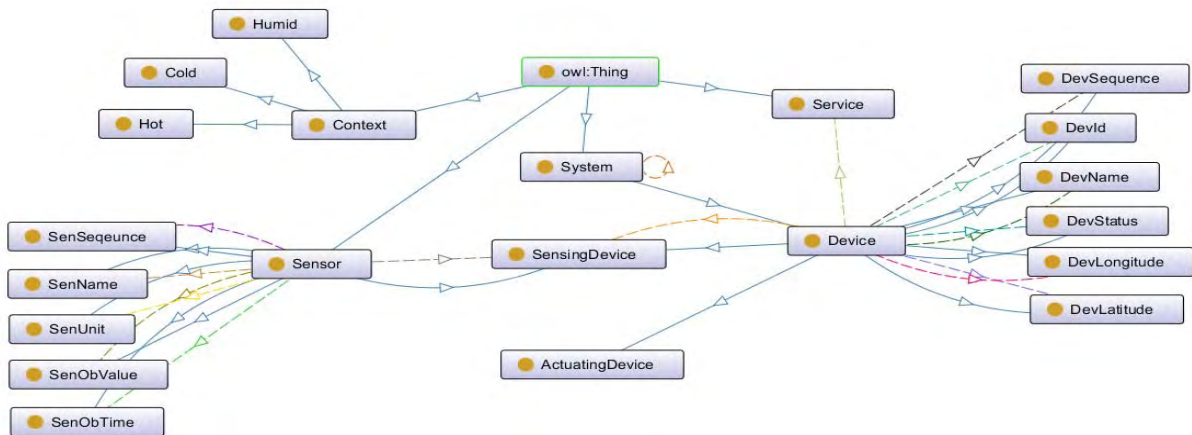 Humid
owl:Thing
Cold
DevSequence
Service
Hot
Context
DevId
System
DevName
DevStatus
SenSeqeunce
Device
SensingDevice
Sensor
DevLongitude
SenName
DevLatitude
SenUnit
ActuatingDevice
SenObValue
SenObTime